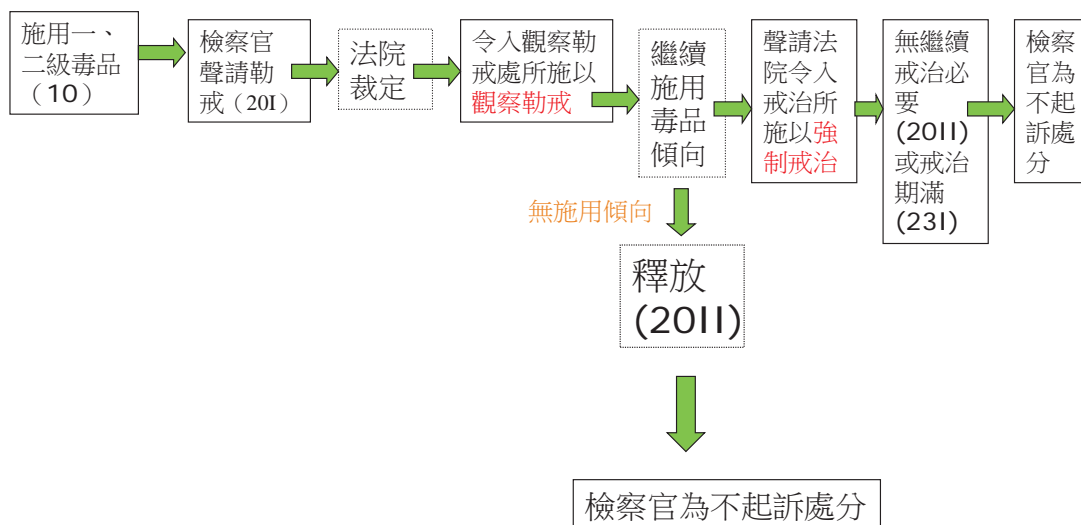 施用一、
二級毒品
（10）
檢察官
聲請勒
戒（20I）
法院
裁定
令入觀察勒
戒處所施以
觀察勒戒
繼續
施用
毒品
傾向
聲請法
院令入
戒治所
施以強
制戒治
無繼續
戒治必
要
(20II)
或戒治
期滿
(23I)
檢察
官為
不起
訴處
分
無施用傾向
釋放
(20II)
檢察官為不起訴處分